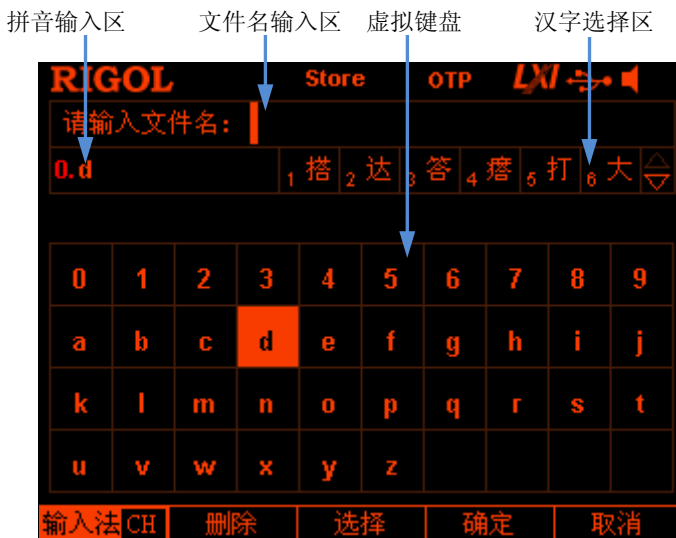 拼音输入区 文件名输入区 虚拟键盘 汉字选择区
RIGOL Store OTP LXI
请输入文件名：
0.d 1 搭 2 达 3 答 4 瘩 5 打 6 大
0 1 2 3 4 5 6 7 8 9
a b c d e f g h i j
k l m n o p q r s t
u v w x y z
输入法 CH 删除 选择 确定 取消